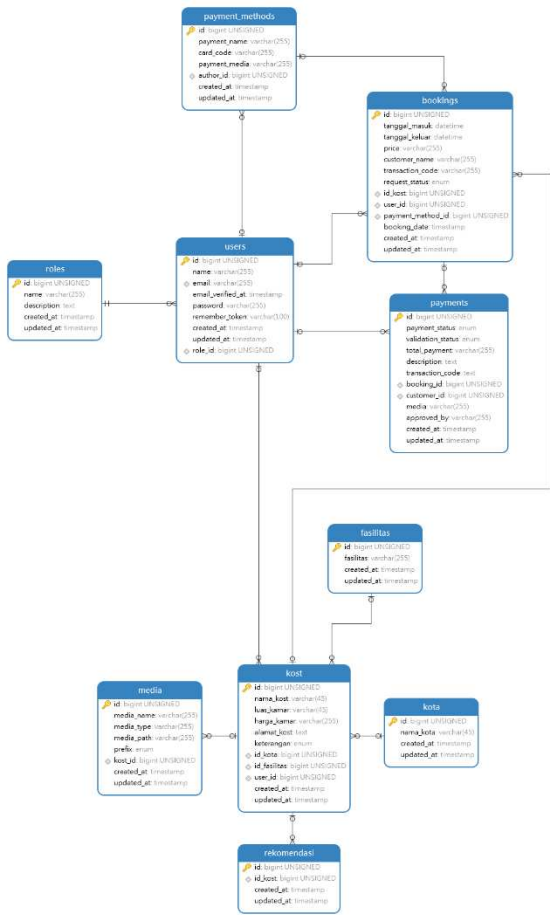 payment_methods
id: bigint UNSIGNED
payment_name: varchar(255)
card_code: varchar(255)
payment_media: varchar(255)
author_id: bigint UNSIGNED
created_at: timestamp
updated_at: timestamp
bookings
id: bigint UNSIGNED
tanggal_masuk: datetime
tanggal_keluar: datetime
price: varchar(255)
customer_name: varchar(255)
transaction_code: varchar(255)
request_status: enum
id_kost: bigint UNSIGNED
user_id: bigint UNSIGNED
payment_method_id: bigint UNSIGNED
booking_date: timestamp
created_at: timestamp
updated_at: timestamp
users
id: bigint UNSIGNED
name: varchar(255)
email: varchar(255)
email_verified_at: timestamp
password: varchar(255)
remember_token: varchar(100)
created_at: timestamp
updated_at: timestamp
role_id: bigint UNSIGNED
roles
id: bigint UNSIGNED
name: varchar(255)
description: text
created_at: timestamp
updated_at: timestamp
payments
id: bigint UNSIGNED
payment_status: enum
validation_status: enum
total_payment: varchar(255)
description: text
transaction_code: text
booking_id: bigint UNSIGNED
customer_id: bigint UNSIGNED
media: varchar(255)
approved_by: varchar(255)
created_at: timestamp
updated_at: timestamp
fasilitas
id: bigint UNSIGNED
fasilitas: varchar(255)
created_at: timestamp
updated_at: timestamp
kost
id: bigint UNSIGNED
nama_kost: varchar(45)
luas_kamar: varchar(45)
harga_kamar: varchar(255)
alamat_kost: text
keterangan: enum
id_kota: bigint UNSIGNED
id_fasilitas: bigint UNSIGNED
user_id: bigint UNSIGNED
created_at: timestamp
updated_at: timestamp
media
id: bigint UNSIGNED
media_name: varchar(255)
media_type: varchar(255)
media_path: varchar(255)
prefix: enum
kost_id: bigint UNSIGNED
created_at: timestamp
updated_at: timestamp
kota
id: bigint UNSIGNED
nama_kota: varchar(45)
created_at: timestamp
updated_at: timestamp
rekomendasi
id: bigint UNSIGNED
id_kost: bigint UNSIGNED
created_at: timestamp
updated_at: timestamp